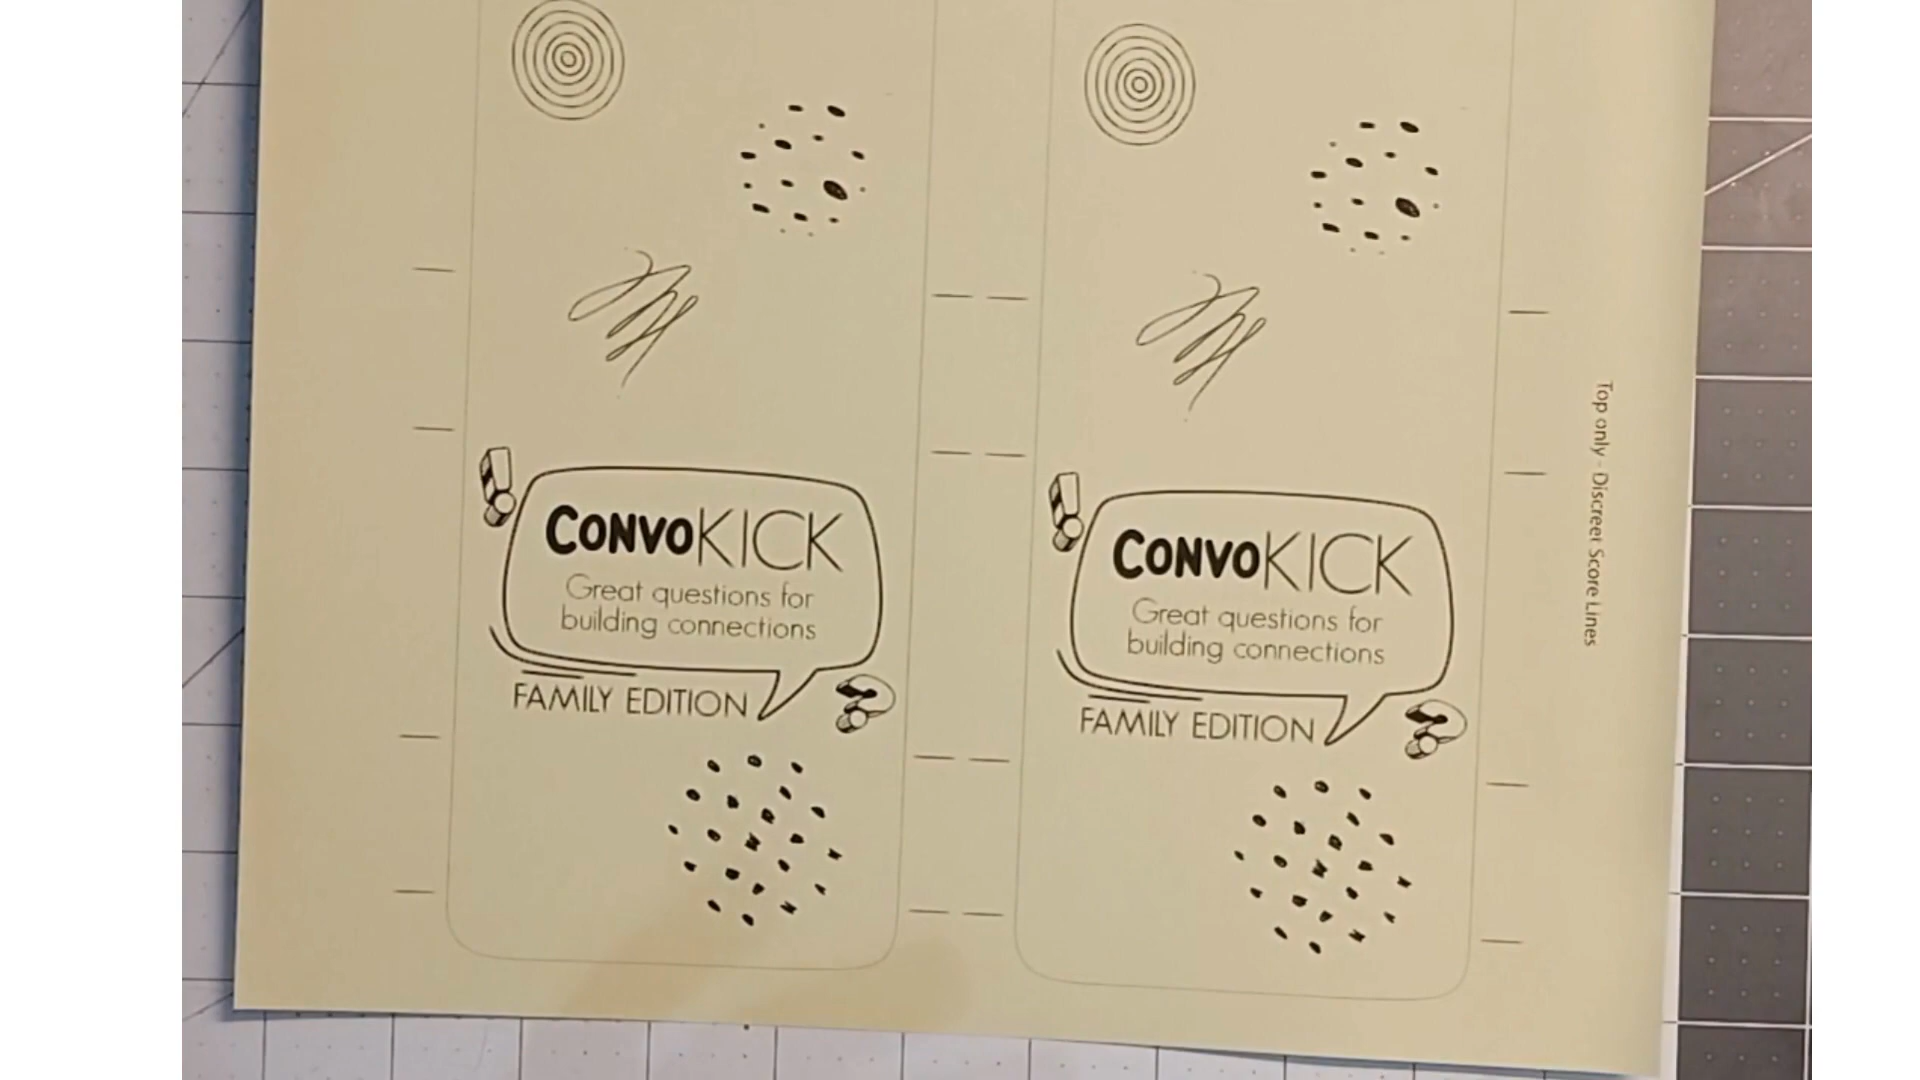 CONVOKICK
Great questions for
building connections
FAMILY EDITION
CONVOKICK
Great questions for
building connections
FAMILY EDITION
Top only - Discreet Score Lines